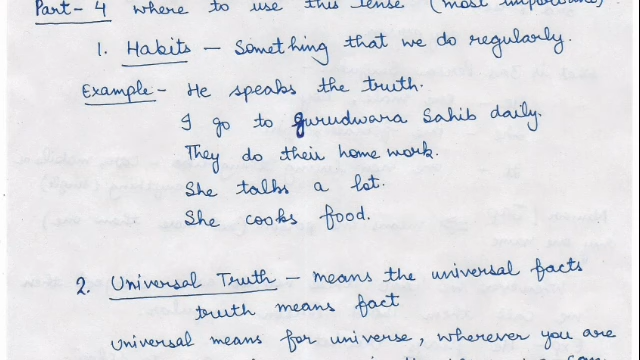 Part-4 where to use this tense (most important)
1. Habits - Something that we do regularly.
Example- He speaks the truth.
I go to gurudwara Sahib daily.
They do their home work.
She talks a lot.
She cooks food.
2. Universal Truth - means the universal facts
truth means fact
Universal means for universe, wherever you are